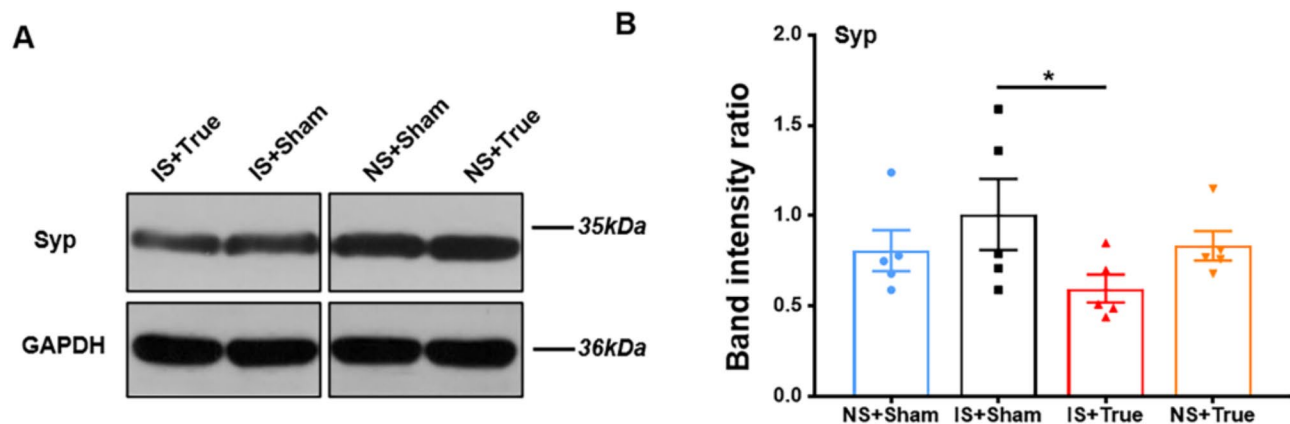 A
IS+True
IS+Sham
NS+Sham
NS+True
Syp
35kDa
GAPDH
36kDa
B
Syp
Band intensity ratio
2.0
1.5
1.0
0.5
0.0
*
NS+Sham
IS+Sham
IS+True
NS+True